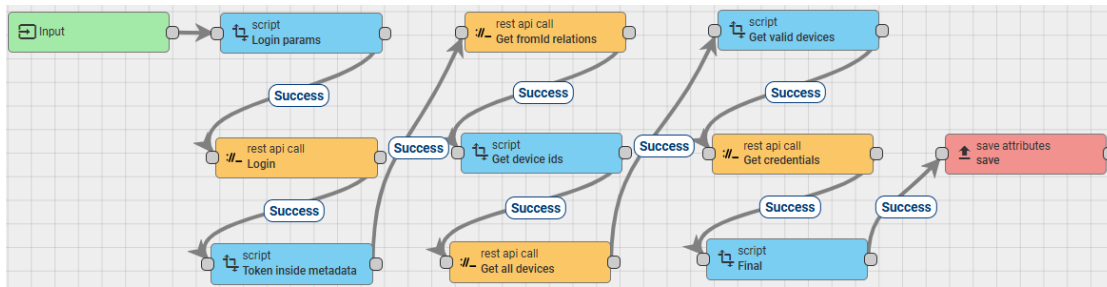 Input
script
Login params
Success
rest api call
Login
Success
script
Token inside metadata
Success
rest api call
Get fromId relations
Success
script
Get device ids
Success
rest api call
Get all devices
Success
script
Get valid devices
Success
rest api call
Get credentials
Success
script
Final
Success
save attributes
save